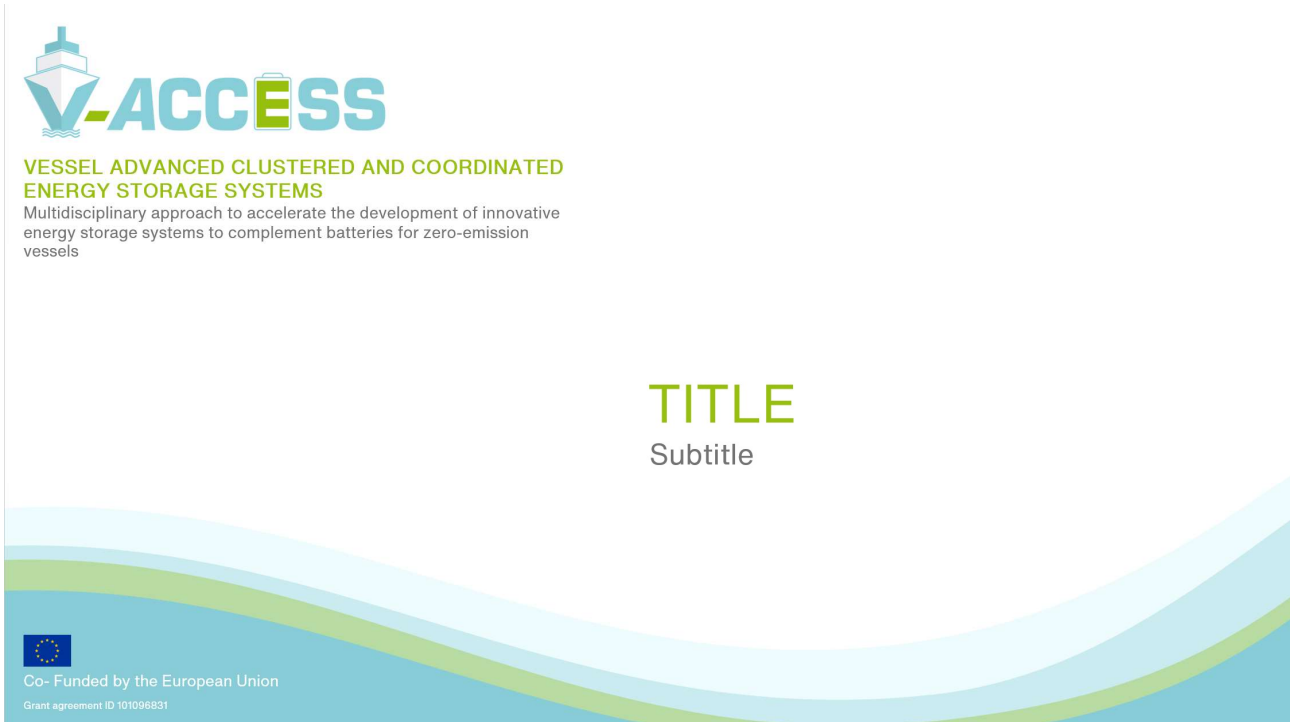 V-ACCESS
VESSEL ADVANCED CLUSTERED AND COORDINATED
ENERGY STORAGE SYSTEMS
Multidisciplinary approach to accelerate the development of innovative
energy storage systems to complement batteries for zero-emission
vessels
TITLE
Subtitle
Co- Funded by the European Union
Grant agreement ID 101096831